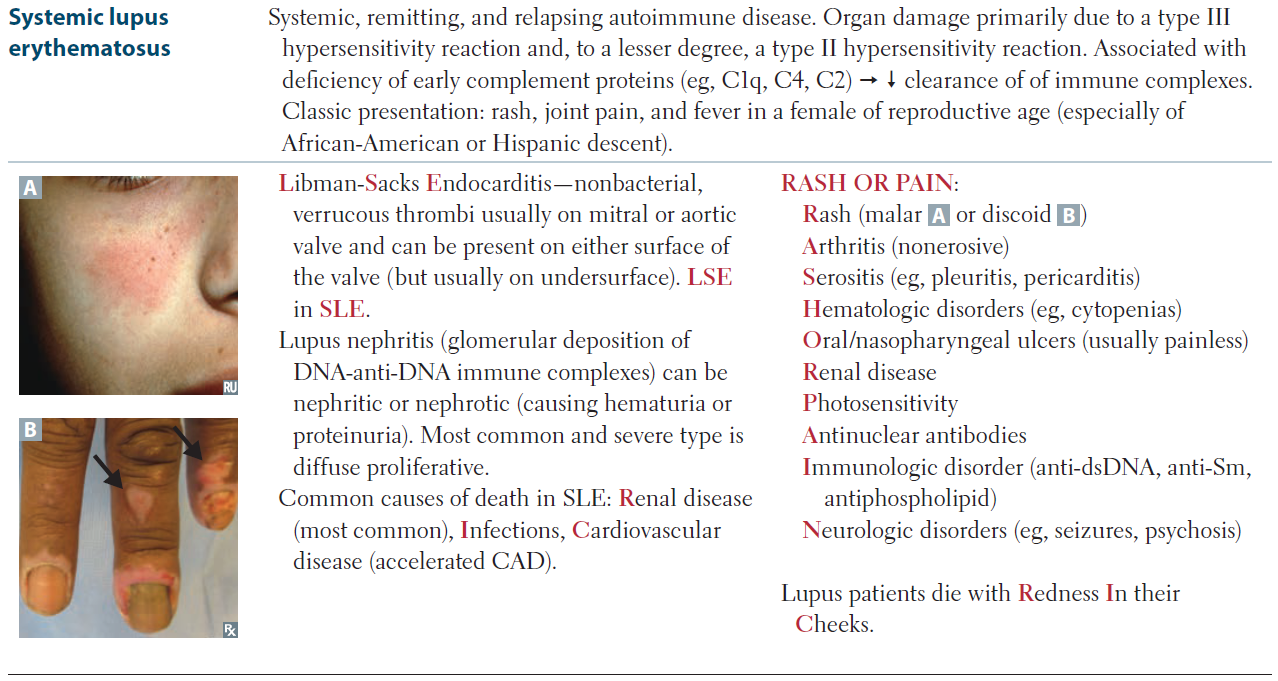 Systemic lupus
erythematosus
Systemic, remitting, and relapsing autoimmune disease. Organ damage primarily due to a type III
hypersensitivity reaction and, to a lesser degree, a type II hypersensitivity reaction. Associated with
deficiency of early complement proteins (eg, C1q, C4, C2) → ↓ clearance of of immune complexes.
Classic presentation: rash, joint pain, and fever in a female of reproductive age (especially of
African-American or Hispanic descent).
A
RU
B
Rx
Libman-Sacks Endocarditis—nonbacterial,
verrucous thrombi usually on mitral or aortic
valve and can be present on either surface of
the valve (but usually on undersurface). LSE
in SLE.
Lupus nephritis (glomerular deposition of
DNA-anti-DNA immune complexes) can be
nephritic or nephrotic (causing hematuria or
proteinuria). Most common and severe type is
diffuse proliferative.
Common causes of death in SLE: Renal disease
(most common), Infections, Cardiovascular
disease (accelerated CAD).
RASH OR PAIN:
Rash (malar A or discoid B)
Arthritis (nonerosive)
Serositis (eg, pleuritis, pericarditis)
Hematologic disorders (eg, cytopenias)
Oral/nasopharyngeal ulcers (usually painless)
Renal disease
Photosensitivity
Antinuclear antibodies
Immunologic disorder (anti-dsDNA, anti-Sm,
antiphospholipid)
Neurologic disorders (eg, seizures, psychosis)
Lupus patients die with Redness In their
Cheeks.